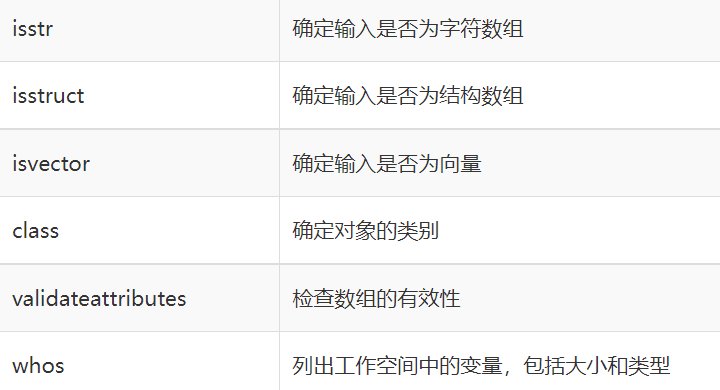 isstr 确定输入是否为字符数组
isstruct 确定输入是否为结构数组
isvector 确定输入是否为向量
class 确定对象的类别
validateattributes 检查数组的有效性
whos 列出工作空间中的变量，包括大小和类型